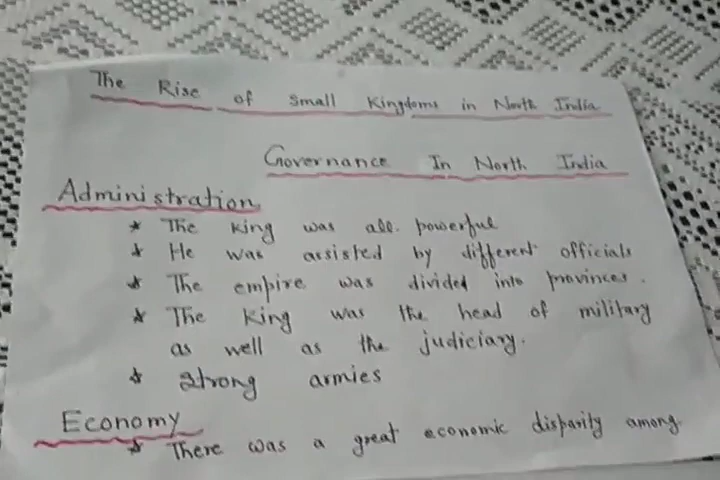 The Rise of Small Kingdoms in North India
Governance In North India
Administration
* The king was all powerful
* He was assisted by different officials
* The empire was divided into provinces.
* The King was the head of military
as well as the judiciary.
* Strong armies
Economy
* There was a great economic disparity among